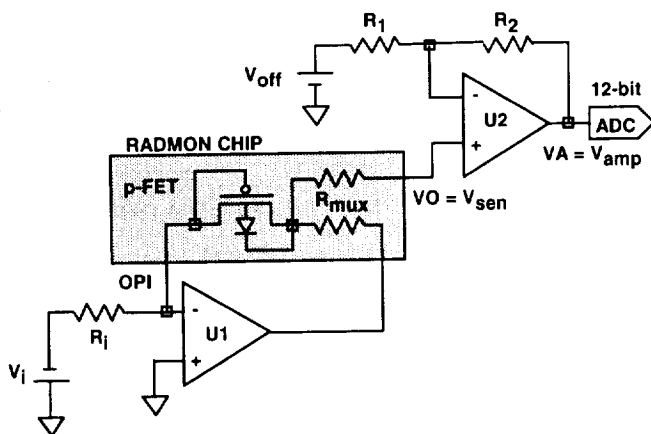 R1
R2
Voff
-
U2
+
12-bit
ADC
VA = Vamp
RADMON CHIP
p-FET
Rmux
VO = Vsen
OPI
Ri
-
U1
+
Vi